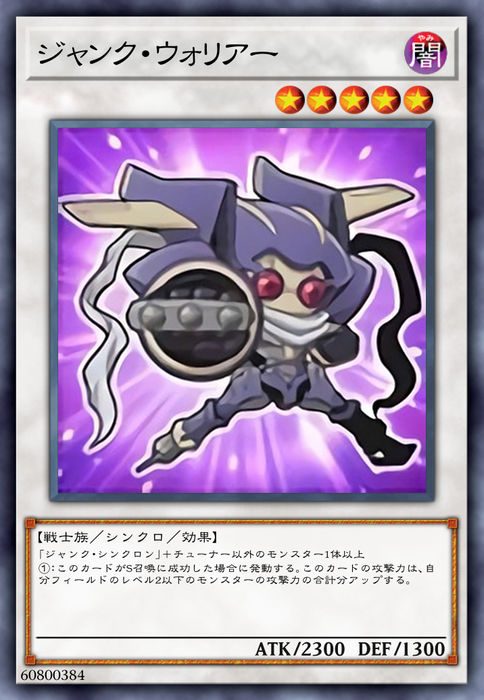 ジャンク・ウォリアー
やみ
闇
【戦士族／シンクロ／効果】
「ジャンク・シンクロン」＋チューナー以外のモンスター1体以上
①：このカードがS召喚に成功した場合に発動する。このカードの攻撃力は、自
分フィールドのレベル2以下のモンスターの攻撃力の合計分アップする。
ATK/2300 DEF/1300
60800384